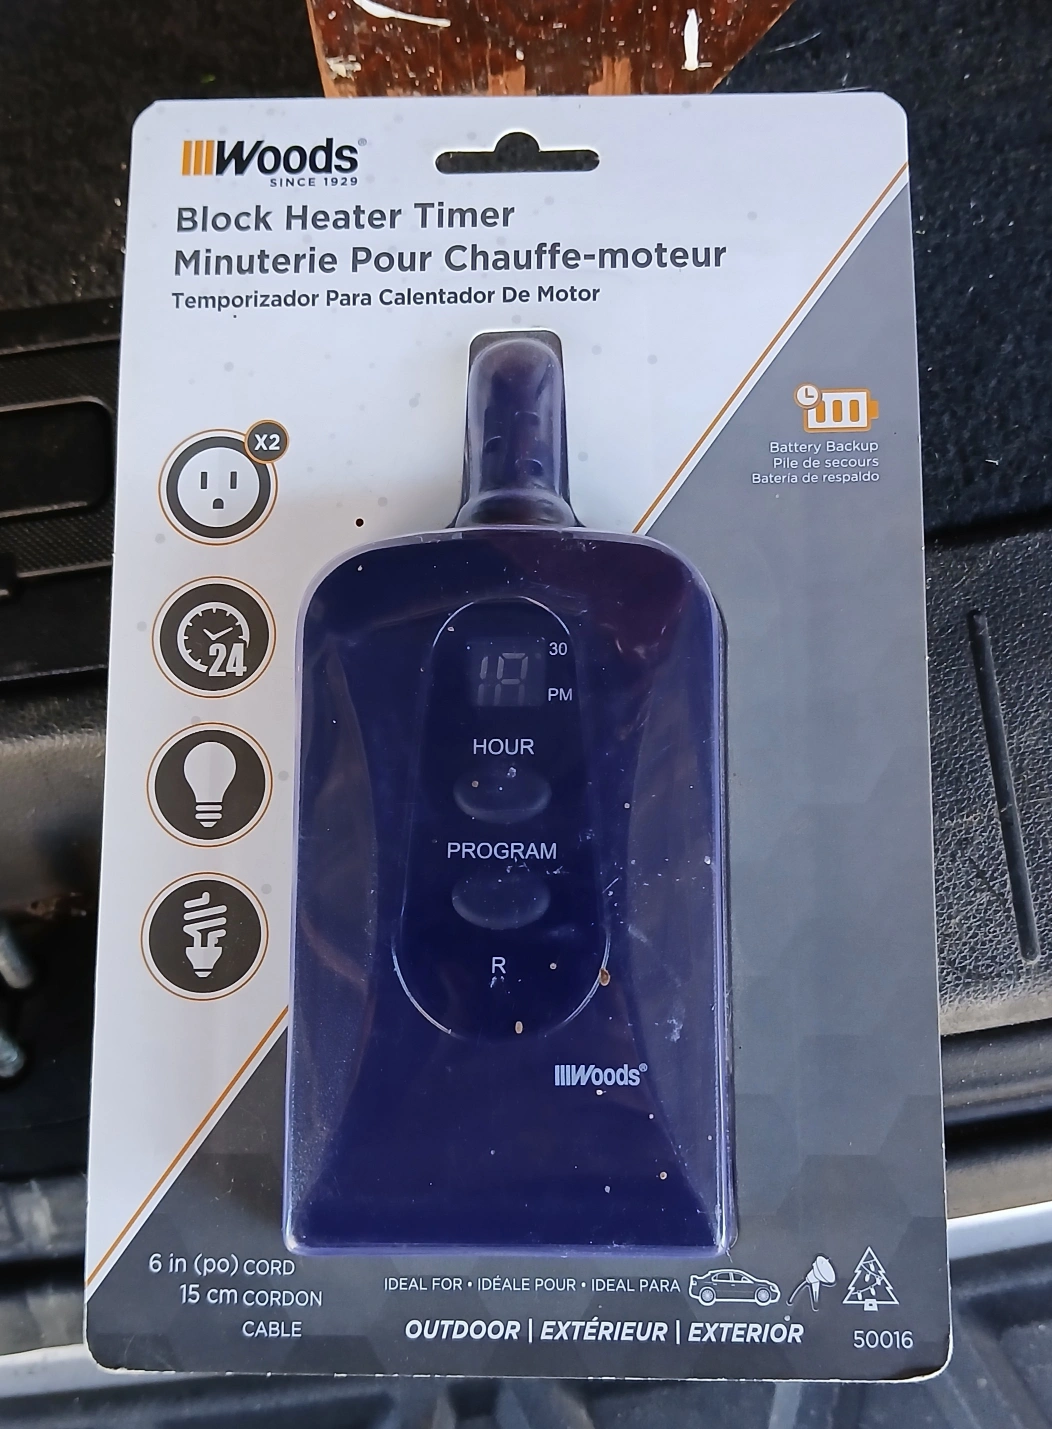 Woods®
SINCE 1929
Block Heater Timer
Minuterie Pour Chauffe-moteur
Temporizador Para Calentador De Motor
X2
24
Battery Backup
Pile de secours
Batería de respaldo
30
PM
HOUR
PROGRAM
R
Woods®
6 in (po) CORD
15 cm CORDON
CABLE
IDEAL FOR • IDÉALE POUR • IDEAL PARA
OUTDOOR | EXTÉRIEUR | EXTERIOR
50016